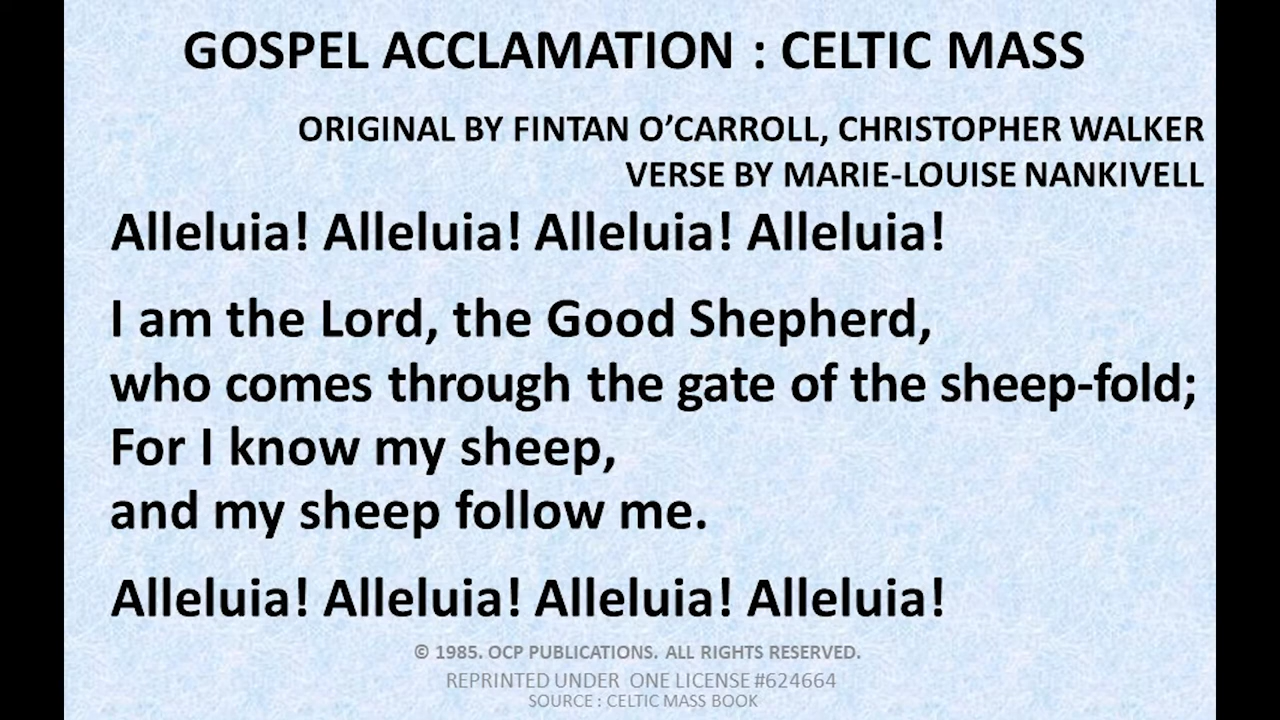 GOSPEL ACCLAMATION : CELTIC MASS
ORIGINAL BY FINTAN O’CARROLL, CHRISTOPHER WALKER
VERSE BY MARIE-LOUISE NANKIVELL
Alleluia! Alleluia! Alleluia! Alleluia!
I am the Lord, the Good Shepherd,
who comes through the gate of the sheep-fold;
For I know my sheep,
and my sheep follow me.
Alleluia! Alleluia! Alleluia! Alleluia!
© 1985. OCP PUBLICATIONS. ALL RIGHTS RESERVED.
REPRINTED UNDER ONE LICENSE #624664
SOURCE : CELTIC MASS BOOK